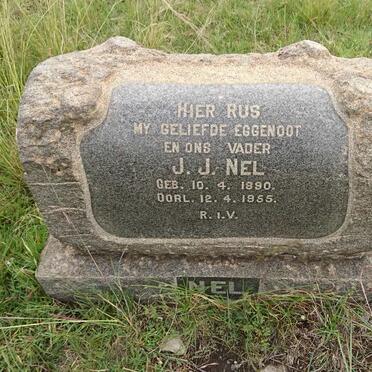 HIER RUS
MY GELIEFDE EGGENOOT
EN ONS VADER
J. J. NEL
GEB. 10. 4. 1890.
OORL. 12. 4. 1955.
R. I. V.
NEL